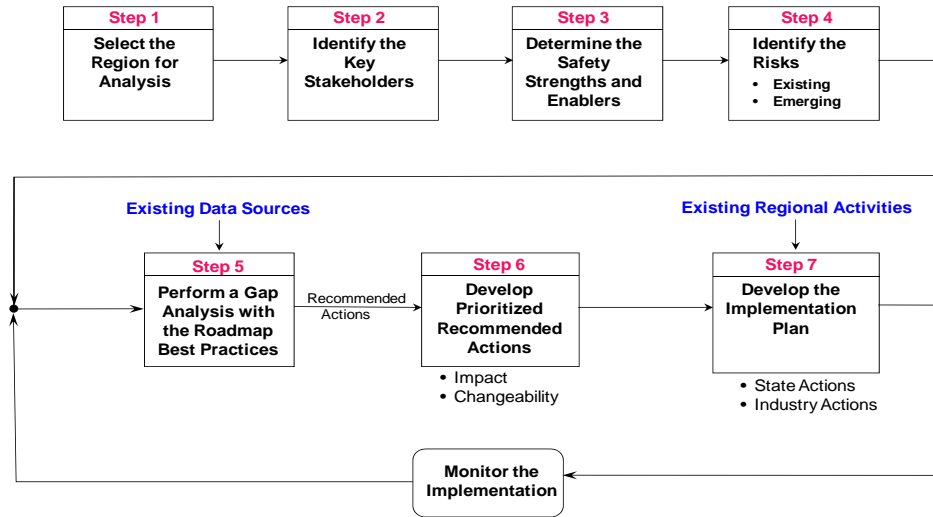 Step 1
Select the
Region for
Analysis
Step 2
Identify the
Key
Stakeholders
Step 3
Determine the
Safety
Strengths and
Enablers
Step 4
Identify the
Risks
• Existing
• Emerging
Existing Data Sources
Existing Regional Activities
Step 5
Perform a Gap
Analysis with
the Roadmap
Best Practices
Recommended
Actions
Step 6
Develop
Prioritized
Recommended
Actions
• Impact
• Changeability
Step 7
Develop the
Implementation
Plan
• State Actions
• Industry Actions
Monitor the
Implementation